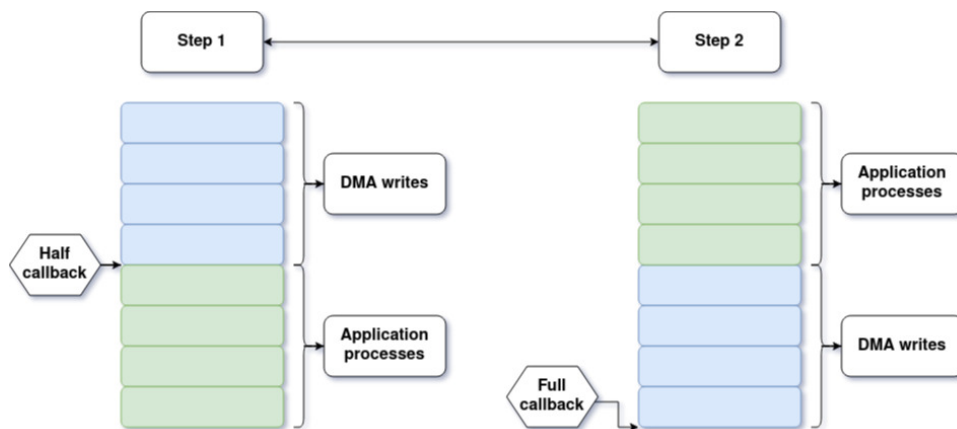 Step 1
Step 2
DMA writes
Half
callback
Application
processes
Application
processes
DMA writes
Full
callback